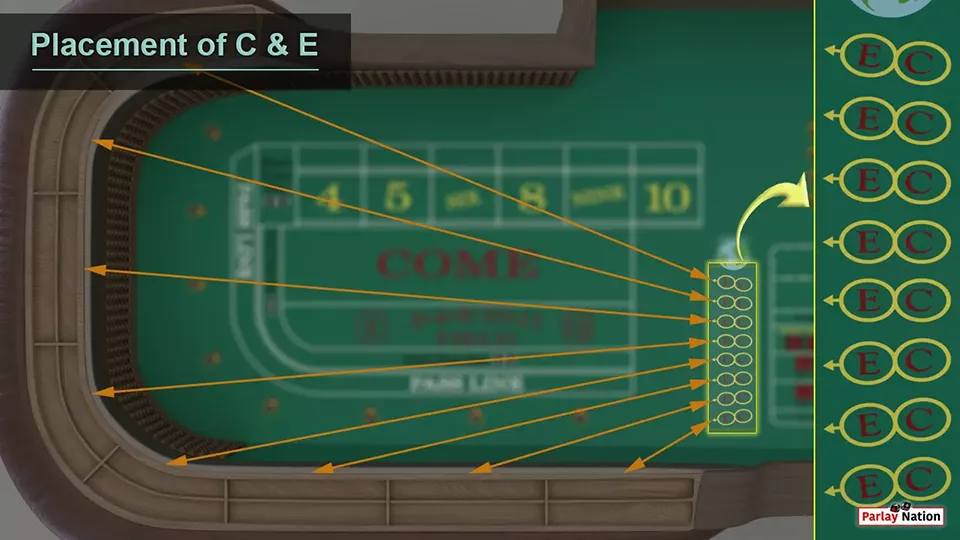 Placement of C & E
4 5 SIX 8 NINE 10
COME
PASS LINE
E C
E C
E C
E C
E C
E C
E C
E C
Parlay Nation